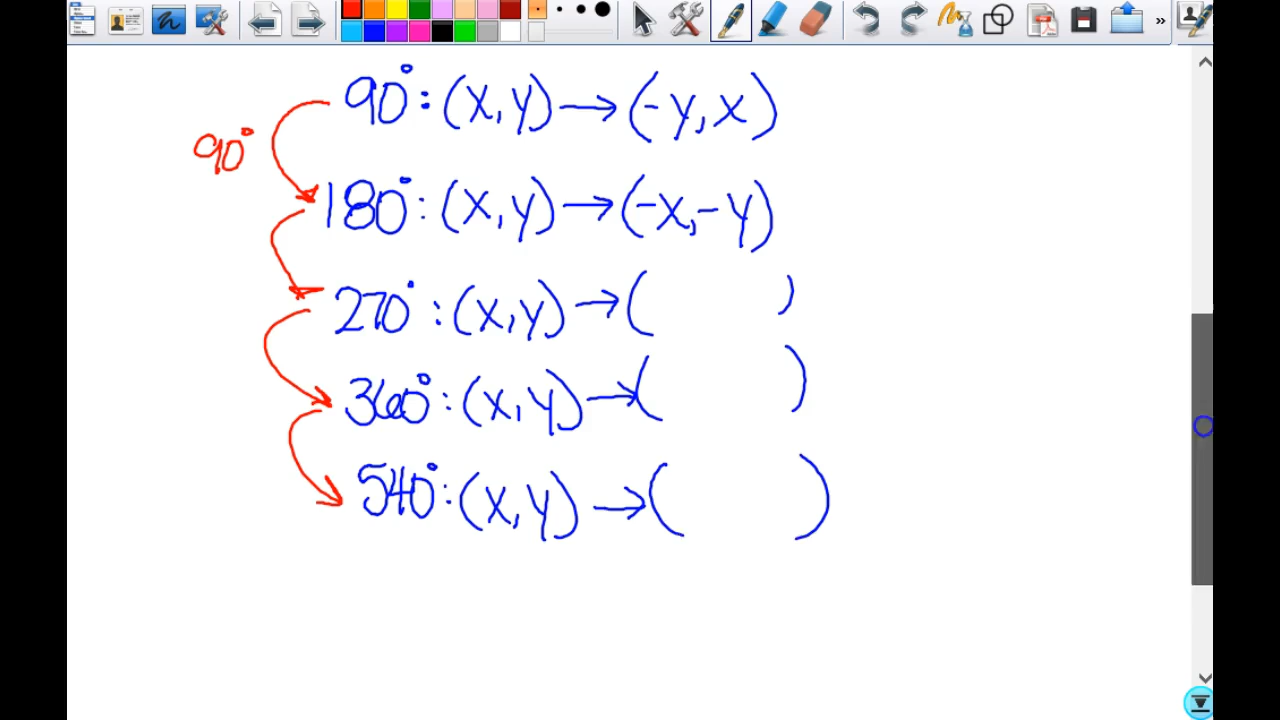 90°: (x, y) → (-y, x)
90°
180°: (x, y) → (-x, -y)
270°: (x, y) → (      )
360°: (x, y) → (      )
540°: (x, y) → (      )